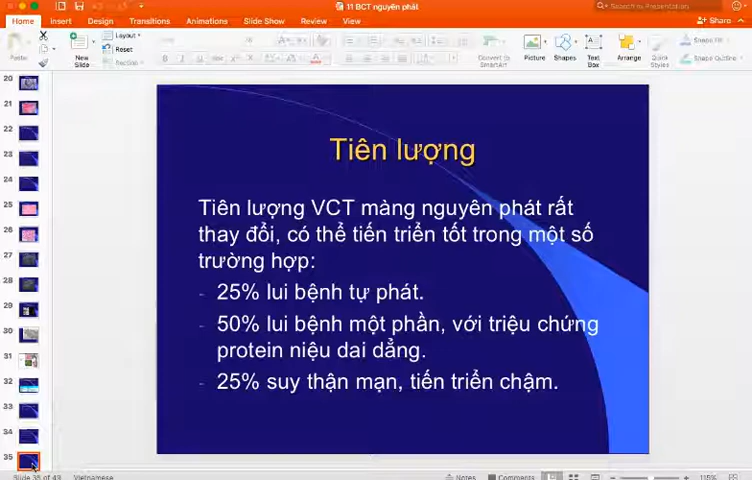 11 BCT nguyên phát
Search in Presentation
Home Insert Design Transitions Animations Slide Show Review View
Share
Paste
New Slide
Layout
Reset
Section
Convert to SmartArt
Picture
Shapes
Text Box
Arrange
Quick Styles
Shape Fill
Shape Outline
20
21
22
23
24
25
26
27
28
29
30
31
32
33
34
35
Tiên lượng
Tiên lượng VCT màng nguyên phát rất
thay đổi, có thể tiến triển tốt trong một số
trường hợp:
- 25% lui bệnh tự phát.
- 50% lui bệnh một phần, với triệu chứng
protein niệu dai dẳng.
- 25% suy thận mạn, tiến triển chậm.
Vietnamese
Notes
Comments
115%